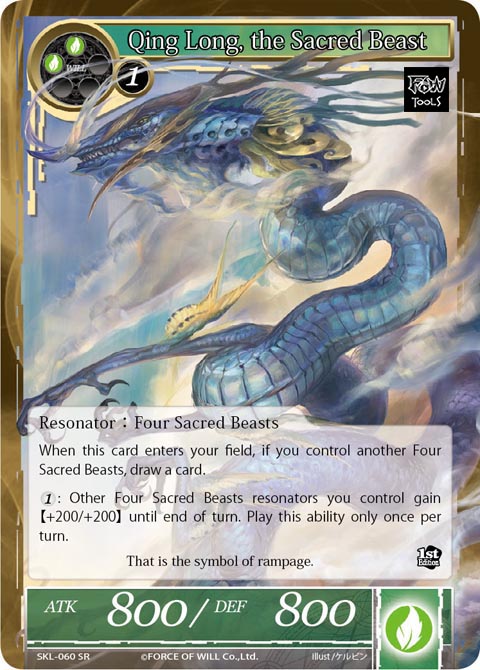 Qing Long, the Sacred Beast
WILL
1
FOW
TOOLS
Resonator : Four Sacred Beasts
When this card enters your field, if you control another Four
Sacred Beasts, draw a card.
1: Other Four Sacred Beasts resonators you control gain
【+200/+200】 until end of turn. Play this ability only once per
turn.
That is the symbol of rampage.
1st
Edition
ATK 800 / DEF 800
SKL-060 SR ©FORCE OF WILL Co.,Ltd. Illust/ケルビン